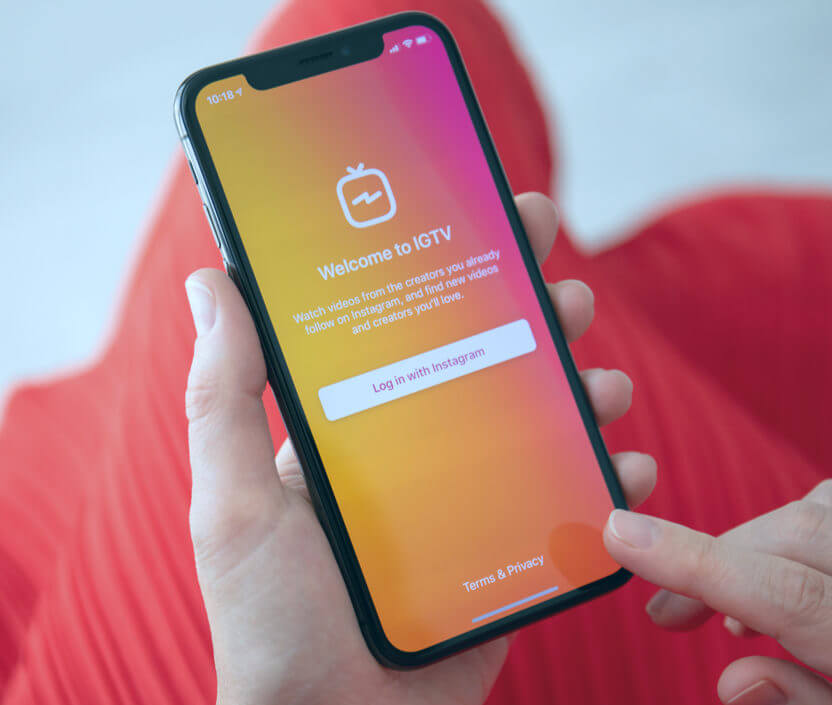 10:18
Welcome to IGTV
Watch videos from the creators you already
follow on Instagram, and find new videos
and creators you'll love.
Log in with Instagram
Terms & Privacy